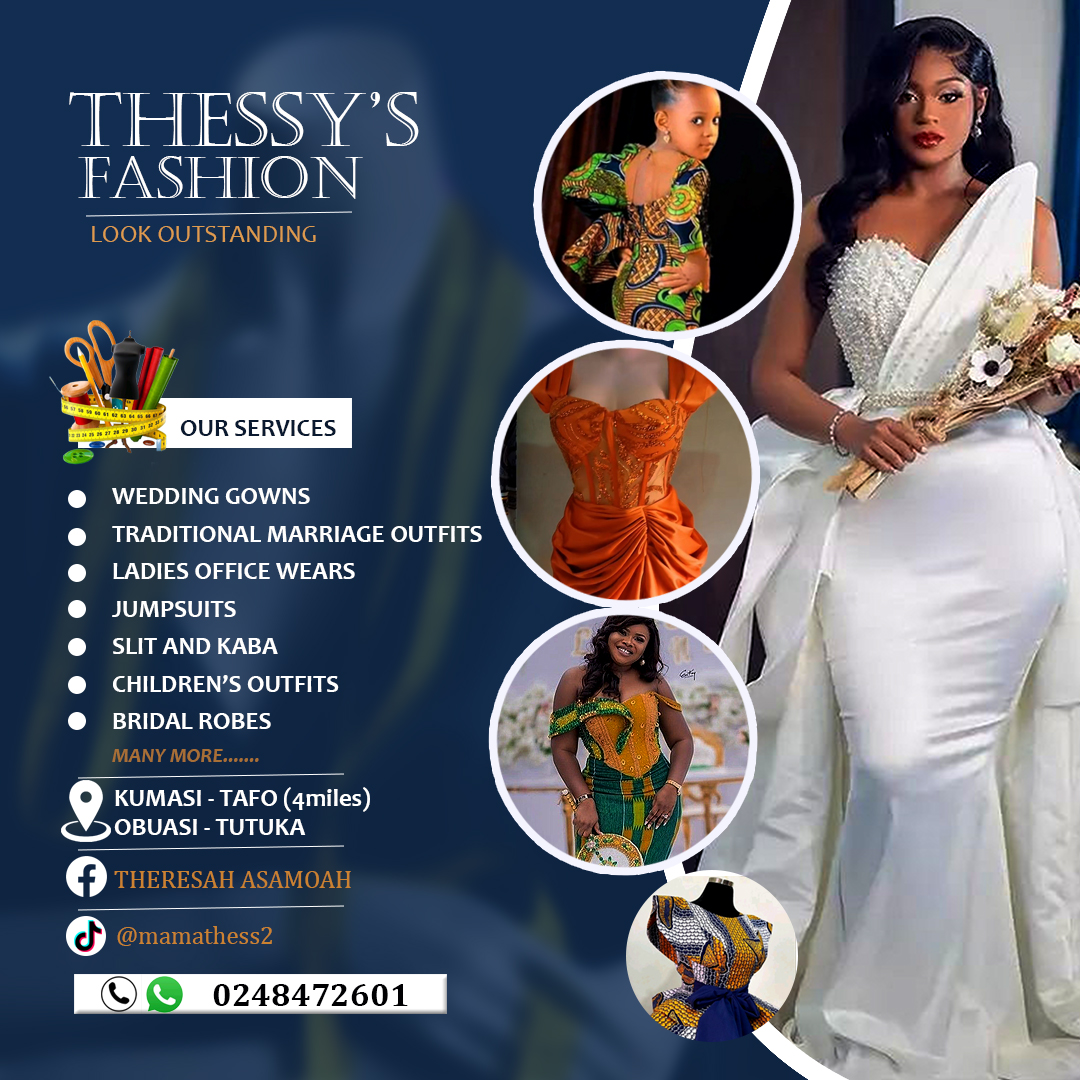 THESSY’S
FASHION
LOOK OUTSTANDING
OUR SERVICES
WEDDING GOWNS
TRADITIONAL MARRIAGE OUTFITS
LADIES OFFICE WEARS
JUMPSUITS
SLIT AND KABA
CHILDREN’S OUTFITS
BRIDAL ROBES
MANY MORE.......
KUMASI - TAFO (4miles)
OBUASI - TUTUKA
THERESAH ASAMOAH
@mamathess2
0248472601